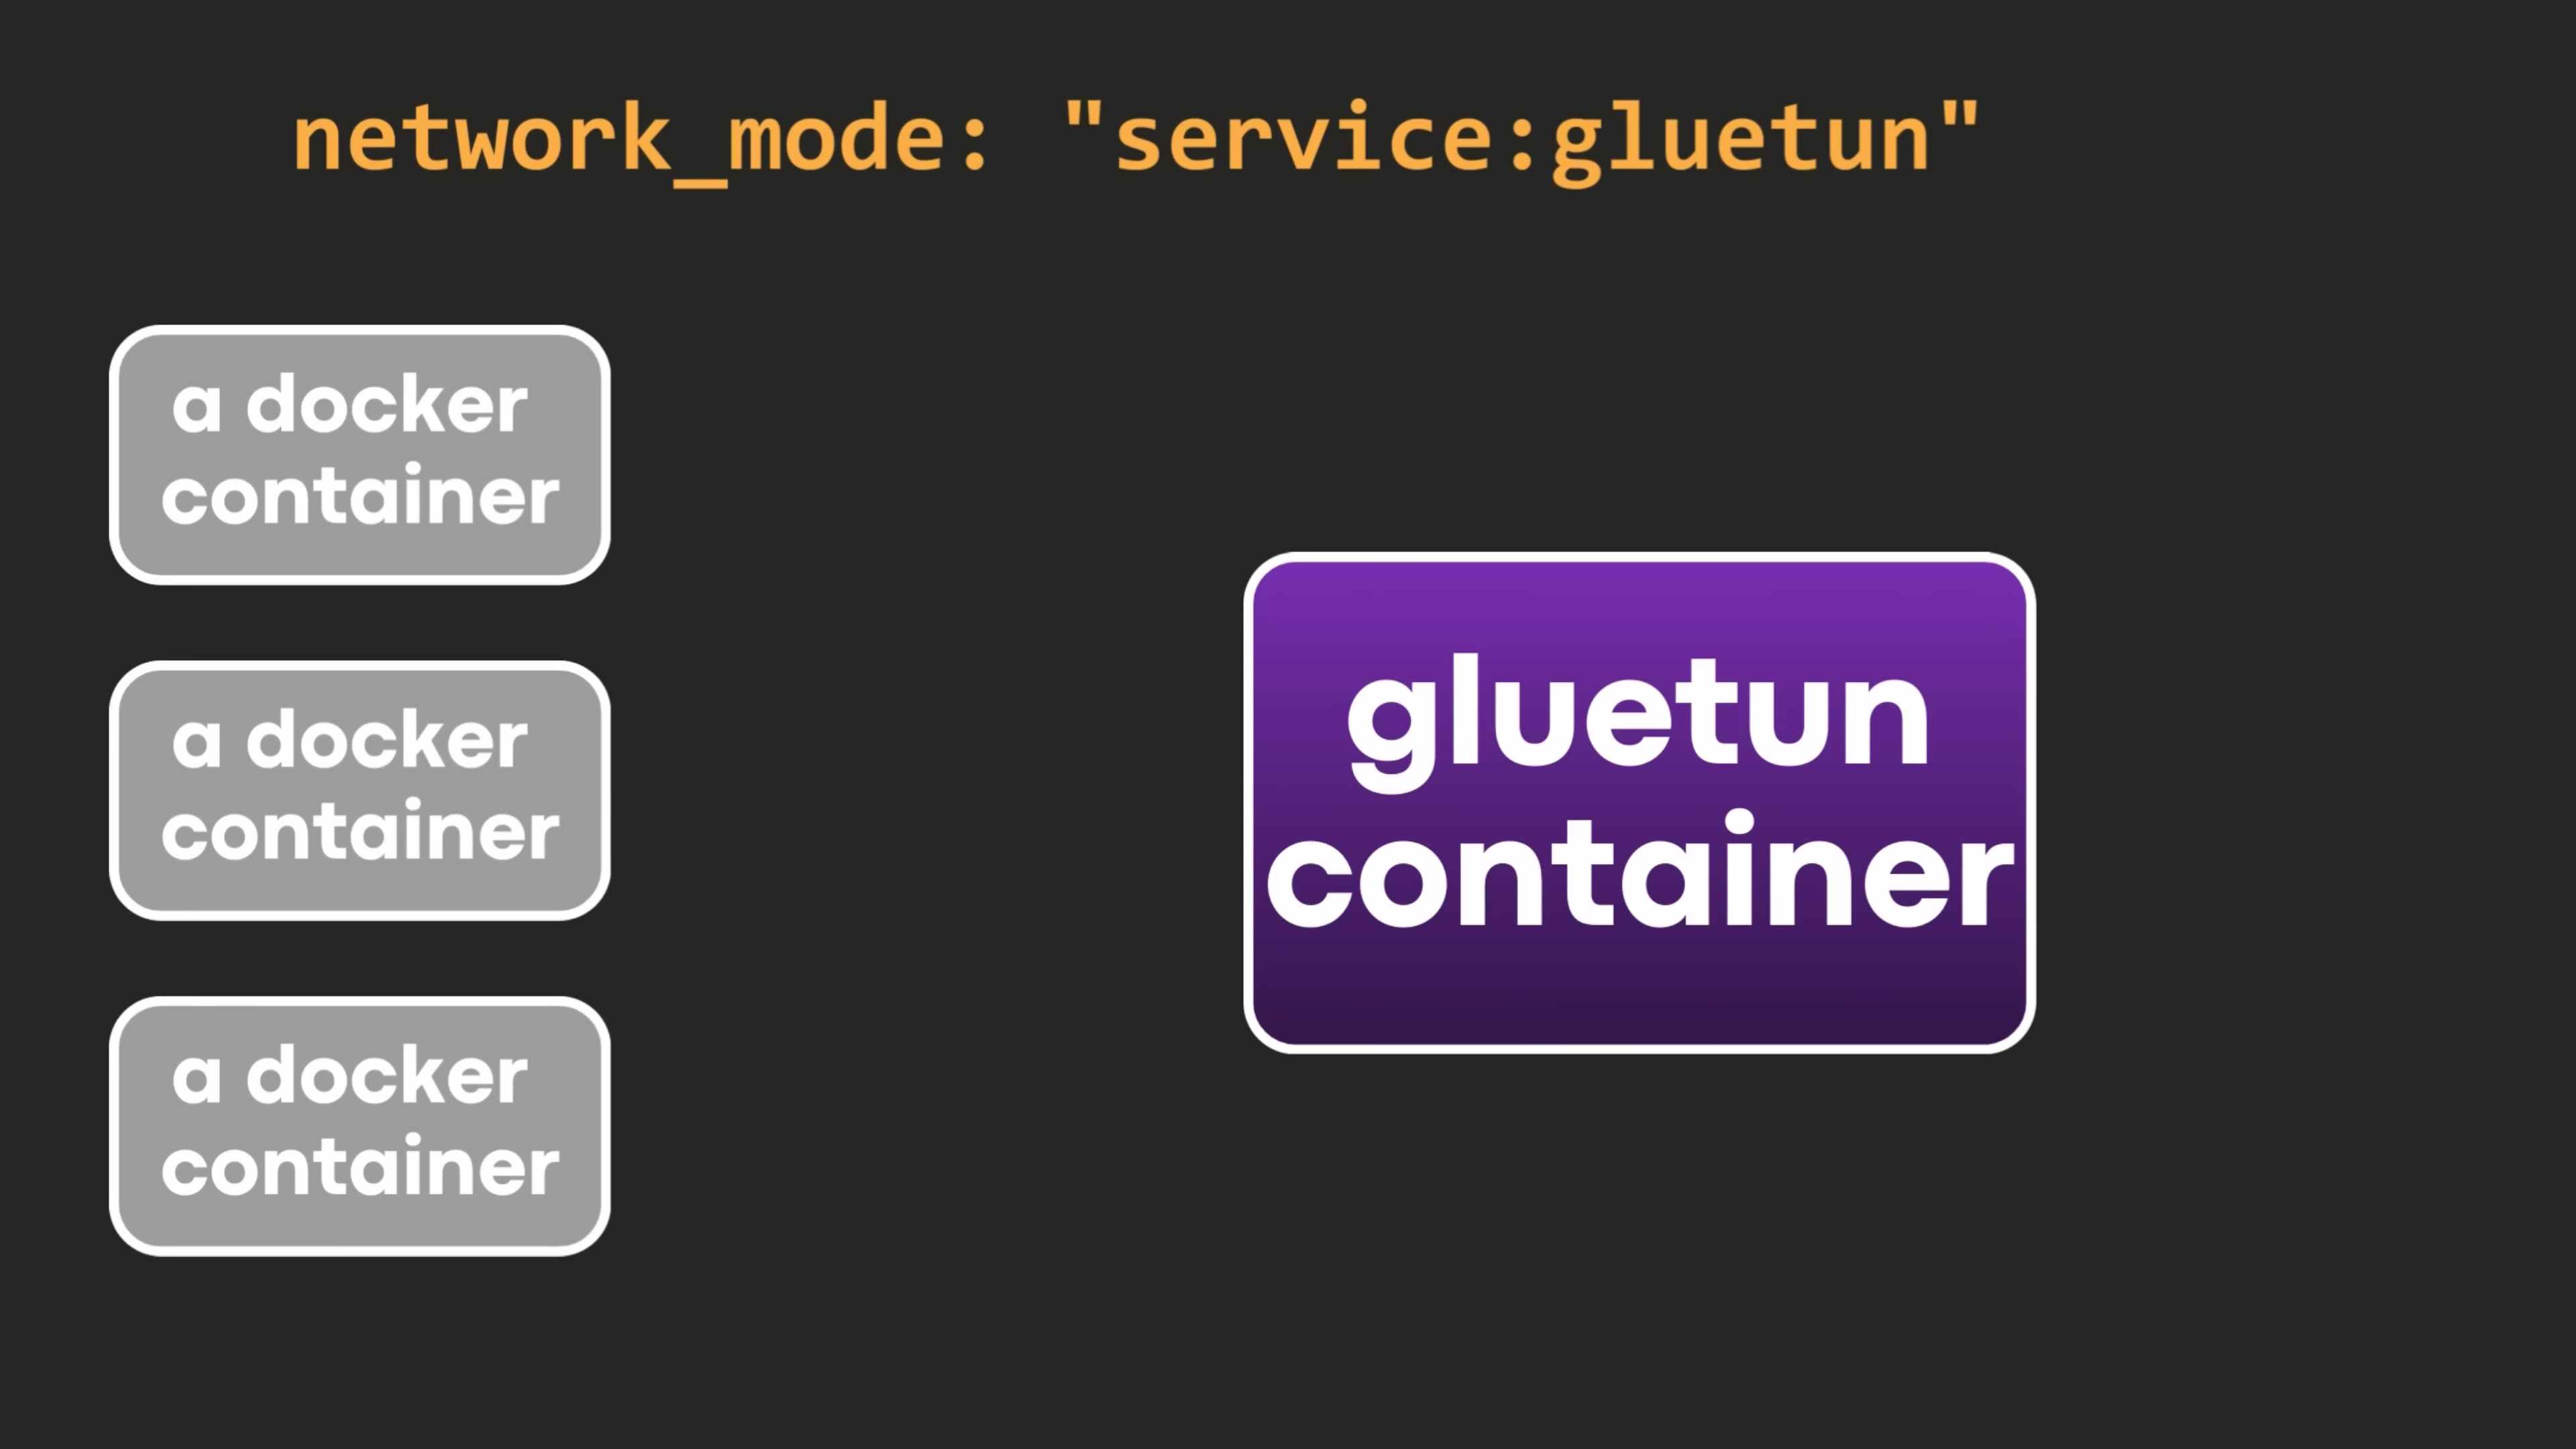 network_mode: "service:gluetun"
a docker
container
a docker
container
a docker
container
gluetun
container